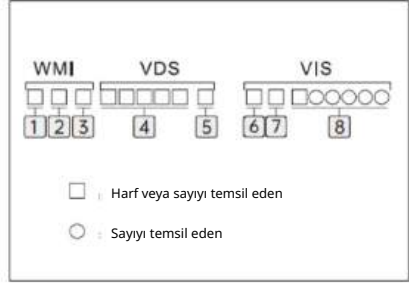 WMI VDS VIS
1 2 3 4 5 6 7 8
: Harf veya sayıyı temsil eden
: Sayıyı temsil eden